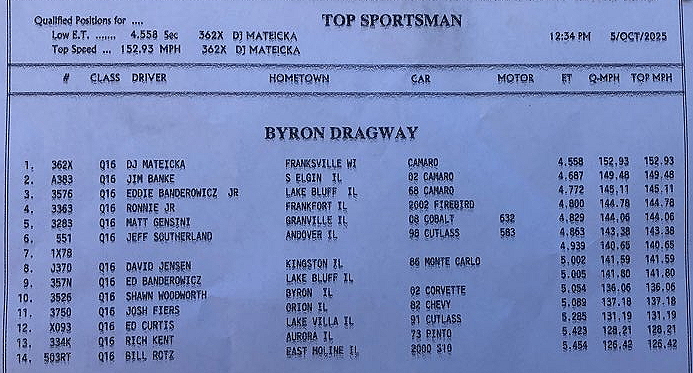 Qualified Positions for ....
TOP SPORTSMAN
Low E.T. ....... 4.558 Sec 362X DJ MATEICKA 12:34 PM 5/OCT/2025
Top Speed ... 152.93 MPH 362X DJ MATEICKA
# CLASS DRIVER HOMETOWN CAR MOTOR ET Q-MPH TOP MPH
BYRON DRAGWAY
1. 362X Q16 DJ MATEICKA FRANKSVILLE WI CAMARO 4.558 152.93 152.93
2. A383 Q16 JIM BANKE S ELGIN IL 02 CAMARO 4.687 149.48 149.48
3. 3576 Q16 EDDIE BANDEROWICZ JR LAKE BLUFF IL 68 CAMARO 4.772 145.11 145.11
4. 3363 Q16 RONNIE JR FRANKFORT IL 2002 FIREBIRD 4.800 144.78 144.78
5. 3283 Q16 MATT GENSINI GRANVILLE IL 08 COBALT 632 4.829 144.06 144.06
6. 551 Q16 JEFF SOUTHERLAND ANDOVER IL 98 CUTLASS 583 4.863 143.38 143.38
7. 1X78 4.939 140.65 140.65
8. J370 Q16 DAVID JENSEN KINGSTON IL 86 MONTE CARLO 5.002 141.59 141.59
9. 357N Q16 ED BANDEROWICZ LAKE BLUFF IL 5.005 141.80 141.80
10. 3526 Q16 SHAWN WOODWORTH BYRON IL 02 CORVETTE 5.054 136.06 136.06
11. 3750 Q16 JOSH FIERS ORION IL 82 CHEVY 5.089 137.18 137.18
12. X093 Q16 ED CURTIS LAKE VILLA IL 91 CUTLASS 5.285 131.19 131.19
13. 334K Q16 RICH KENT AURORA IL 73 PINTO 5.423 128.21 128.21
14. 503RT Q16 BILL ROTZ EAST MOLINE IL 2000 S10 5.454 126.42 126.42